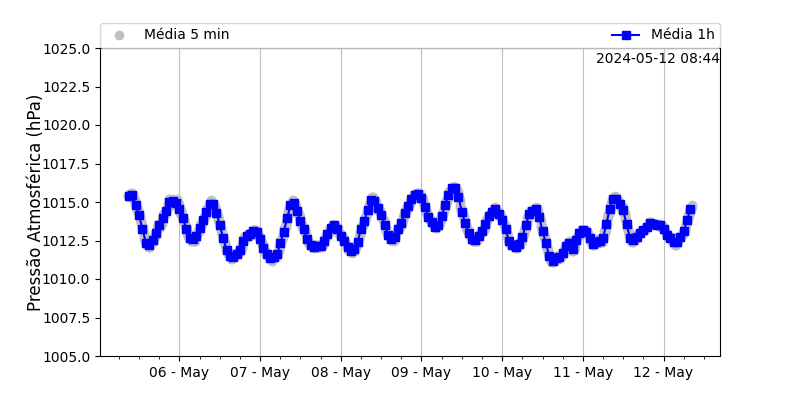 Média 5 min
Média 1h
2024-05-12 08:44
Pressão Atmosférica (hPa)
1025.0
1022.5
1020.0
1017.5
1015.0
1012.5
1010.0
1007.5
1005.0
06 - May
07 - May
08 - May
09 - May
10 - May
11 - May
12 - May